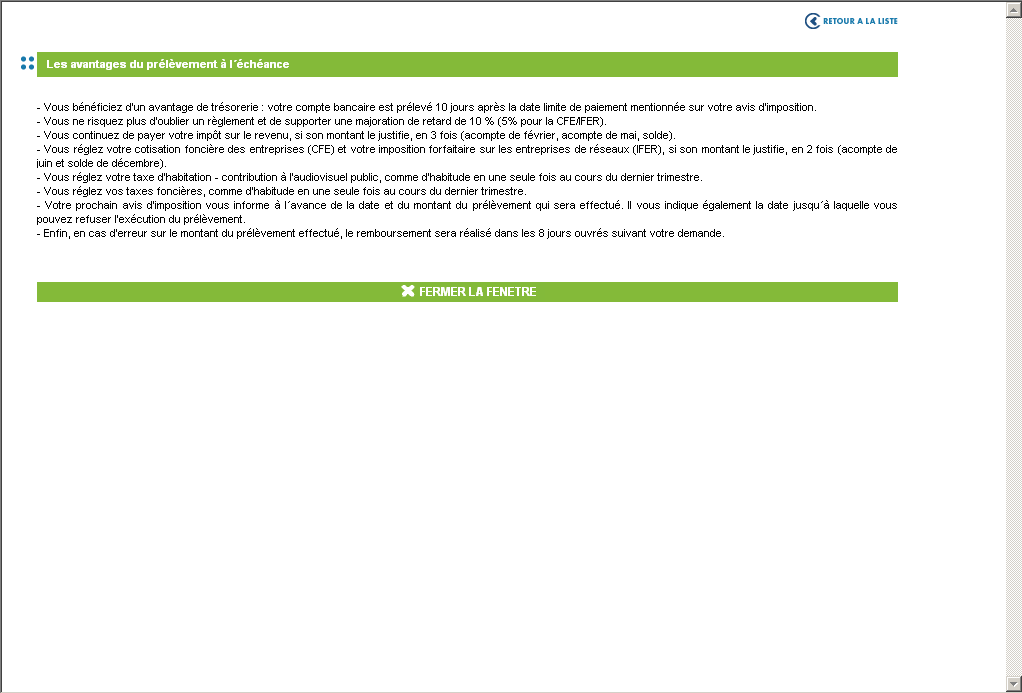 RETOUR A LA LISTE
Les avantages du prélèvement à l´échéance
- Vous bénéficiez d'un avantage de trésorerie : votre compte bancaire est prélevé 10 jours après la date limite de paiement mentionnée sur votre avis d'imposition.
- Vous ne risquez plus d'oublier un règlement et de supporter une majoration de retard de 10 % (5% pour la CFE/IFER).
- Vous continuez de payer votre impôt sur le revenu, si son montant le justifie, en 3 fois (acompte de février, acompte de mai, solde).
- Vous réglez votre cotisation foncière des entreprises (CFE) et votre imposition forfaitaire sur les entreprises de réseaux (IFER), si son montant le justifie, en 2 fois (acompte de
juin et solde de décembre).
- Vous réglez votre taxe d'habitation - contribution à l'audiovisuel public, comme d'habitude en une seule fois au cours du dernier trimestre.
- Vous réglez vos taxes foncières, comme d'habitude en une seule fois au cours du dernier trimestre.
- Votre prochain avis d'imposition vous informe à l´avance de la date et du montant du prélèvement qui sera effectué. Il vous indique également la date jusqu´à laquelle vous
pouvez refuser l'exécution du prélèvement.
- Enfin, en cas d'erreur sur le montant du prélèvement effectué, le remboursement sera réalisé dans les 8 jours ouvrés suivant votre demande.
FERMER LA FENETRE